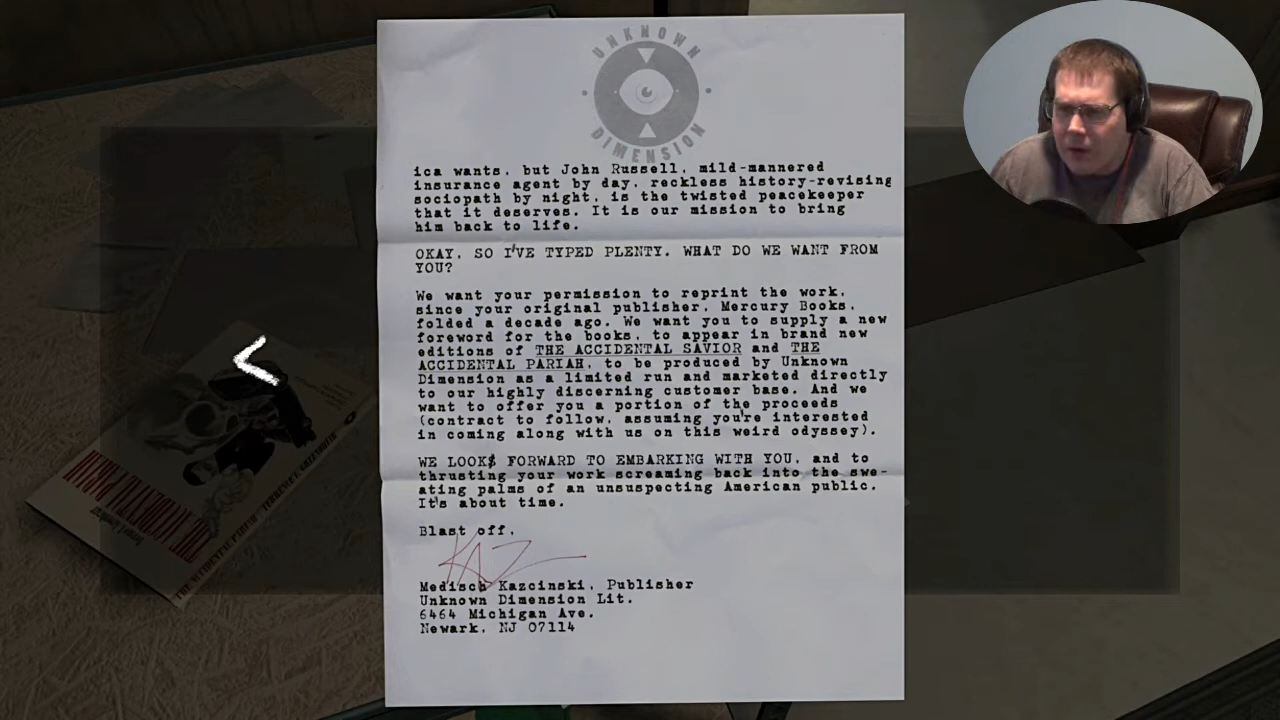 UNKNOWN
DIMENSION
ica wants, but John Russell, mild-mannered
insurance agent by day, reckless history-revising
sociopath by night, is the twisted peacekeeper
that it deserves. It is our mission to bring
him back to life.
OKAY, SO I'VE TYPED PLENTY. WHAT DO WE WANT FROM
YOU?
We want your permission to reprint the work,
since your original publisher, Mercury Books,
folded a decade ago. We want you to supply a new
foreword for the books, to appear in brand new
editions of THE ACCIDENTAL SAVIOR and THE
ACCIDENTAL PARIAH, to be produced by Unknown
Dimension as a limited run and marketed directly
to our highly discerning customer base. And we
want to offer you a portion of the proceeds
(contract to follow, assuming you're interested
in coming along with us on this weird odyssey).
WE LOOK$ FORWARD TO EMBARKING WITH YOU, and to
thrusting your work screaming back into the swe-
ating palms of an unsuspecting American public.
It's about time.
Blast off,
KAZ
Medisch Kazcinski, Publisher
Unknown Dimension Lit.
6464 Michigan Ave.
Newark, NJ 07114
THE ACCIDENTAL PARIAH • TERRENCE L. GREENBRIAR